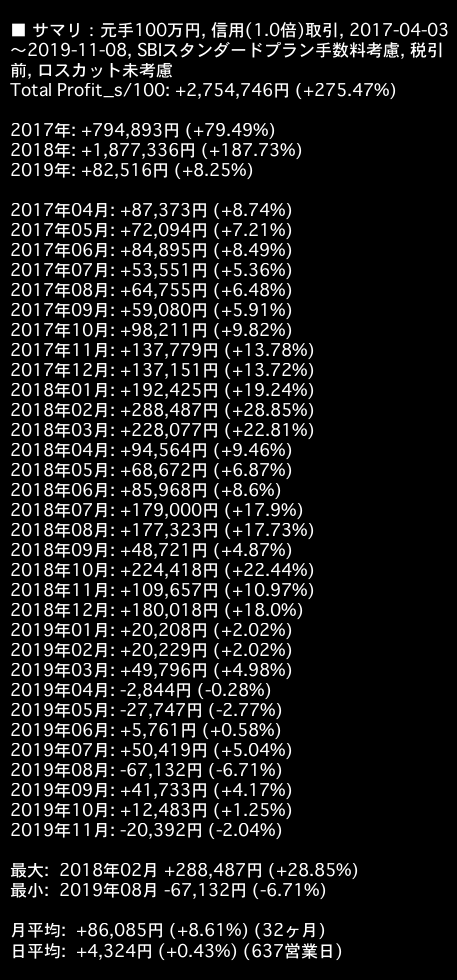 ■ サマリ：元手100万円, 信用(1.0倍)取引, 2017-04-03
～2019-11-08, SBIスタンダードプラン手数料考慮, 税引
前, ロスカット未考慮
Total Profit_s/100: +2,754,746円 (+275.47%)
2017年: +794,893円 (+79.49%)
2018年: +1,877,336円 (+187.73%)
2019年: +82,516円 (+8.25%)
2017年04月: +87,373円 (+8.74%)
2017年05月: +72,094円 (+7.21%)
2017年06月: +84,895円 (+8.49%)
2017年07月: +53,551円 (+5.36%)
2017年08月: +64,755円 (+6.48%)
2017年09月: +59,080円 (+5.91%)
2017年10月: +98,211円 (+9.82%)
2017年11月: +137,779円 (+13.78%)
2017年12月: +137,151円 (+13.72%)
2018年01月: +192,425円 (+19.24%)
2018年02月: +288,487円 (+28.85%)
2018年03月: +228,077円 (+22.81%)
2018年04月: +94,564円 (+9.46%)
2018年05月: +68,672円 (+6.87%)
2018年06月: +85,968円 (+8.6%)
2018年07月: +179,000円 (+17.9%)
2018年08月: +177,323円 (+17.73%)
2018年09月: +48,721円 (+4.87%)
2018年10月: +224,418円 (+22.44%)
2018年11月: +109,657円 (+10.97%)
2018年12月: +180,018円 (+18.0%)
2019年01月: +20,208円 (+2.02%)
2019年02月: +20,229円 (+2.02%)
2019年03月: +49,796円 (+4.98%)
2019年04月: -2,844円 (-0.28%)
2019年05月: -27,747円 (-2.77%)
2019年06月: +5,761円 (+0.58%)
2019年07月: +50,419円 (+5.04%)
2019年08月: -67,132円 (-6.71%)
2019年09月: +41,733円 (+4.17%)
2019年10月: +12,483円 (+1.25%)
2019年11月: -20,392円 (-2.04%)
最大: 2018年02月 +288,487円 (+28.85%)
最小: 2019年08月 -67,132円 (-6.71%)
月平均: +86,085円 (+8.61%) (32ヶ月)
日平均: +4,324円 (+0.43%) (637営業日)